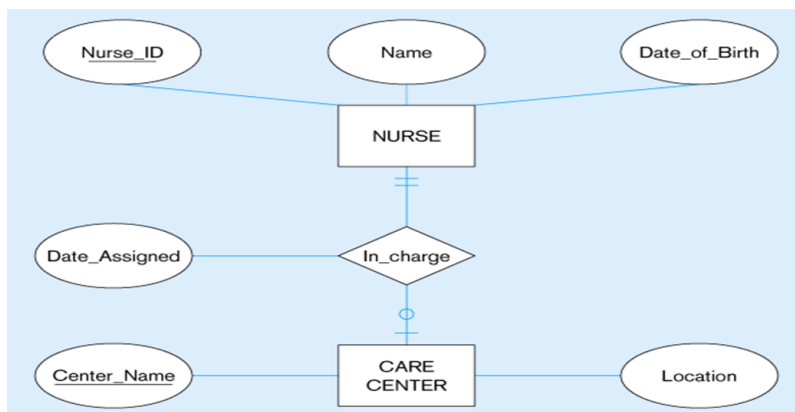 Nurse_ID
Name
Date_of_Birth
NURSE
Date_Assigned
In_charge
Center_Name
CARE
CENTER
Location